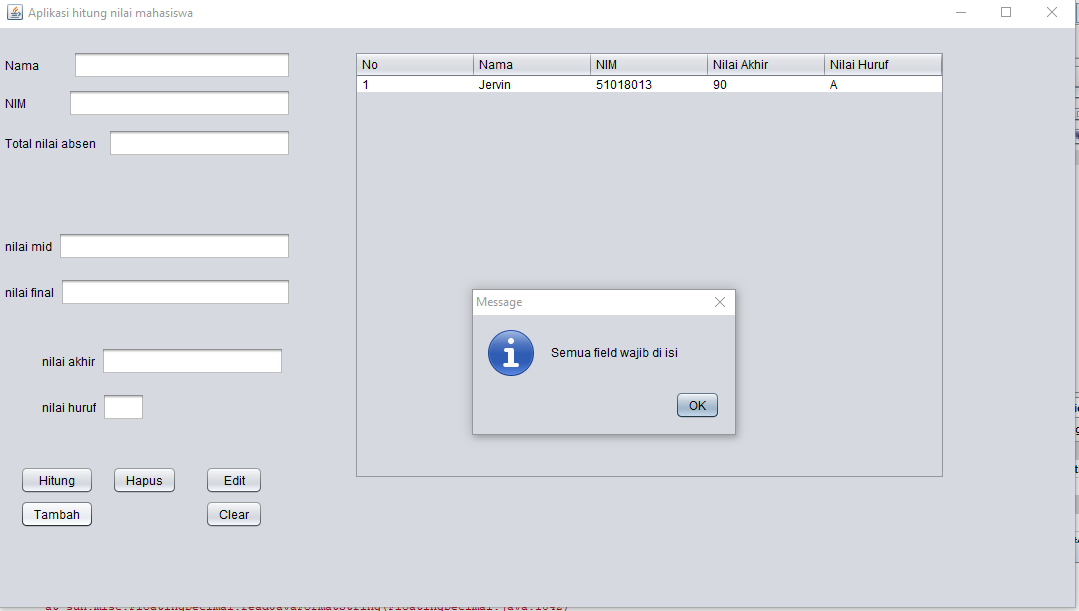 Aplikasi hitung nilai mahasiswa
Nama
NIM
Total nilai absen
nilai mid
nilai final
nilai akhir
nilai huruf
Hitung Hapus Edit
Tambah Clear
No Nama NIM Nilai Akhir Nilai Huruf
1 Jervin 51018013 90 A
Message
Semua field wajib di isi
OK